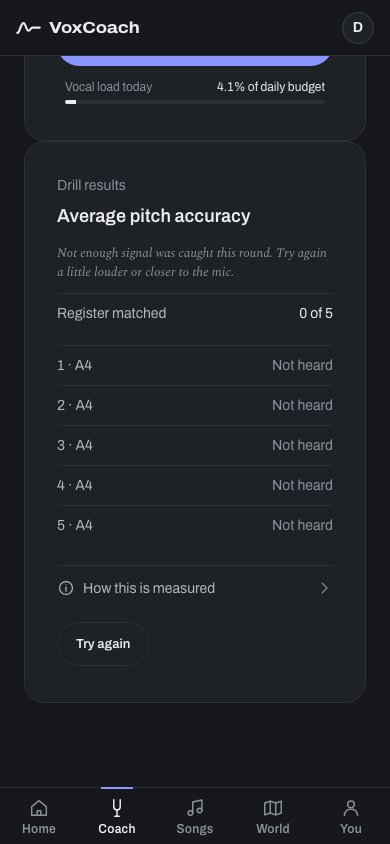 VoxCoach
D
Vocal load today 4.1% of daily budget
Drill results
Average pitch accuracy
Not enough signal was caught this round. Try again
a little louder or closer to the mic.
Register matched 0 of 5
1 · A4 Not heard
2 · A4 Not heard
3 · A4 Not heard
4 · A4 Not heard
5 · A4 Not heard
How this is measured
Try again
Home Coach Songs World You